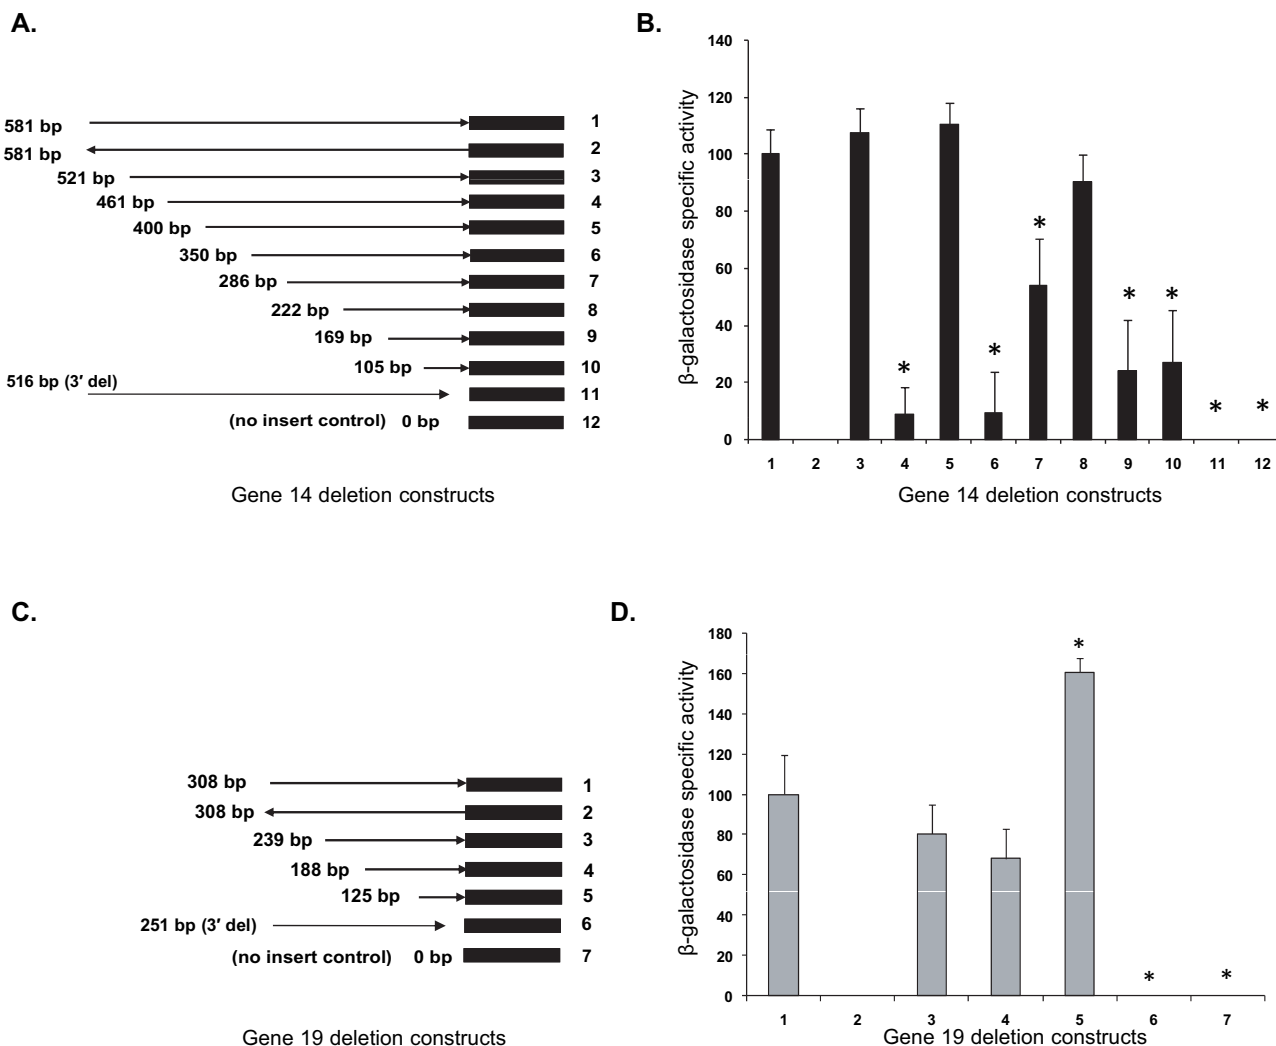 A.
581 bp 1
581 bp 2
521 bp 3
461 bp 4
400 bp 5
350 bp 6
286 bp 7
222 bp 8
169 bp 9
105 bp 10
516 bp (3′ del) 11
(no insert control) 0 bp 12
Gene 14 deletion constructs
B.
β-galactosidase specific activity
140
120
100
80
60
40
20
0
* * * * * * *
1 2 3 4 5 6 7 8 9 10 11 12
Gene 14 deletion constructs
C.
308 bp 1
308 bp 2
239 bp 3
188 bp 4
125 bp 5
251 bp (3′ del) 6
(no insert control) 0 bp 7
Gene 19 deletion constructs
D.
β-galactosidase specific activity
180
160
140
120
100
80
60
40
20
0
* * *
1 2 3 4 5 6 7
Gene 19 deletion constructs